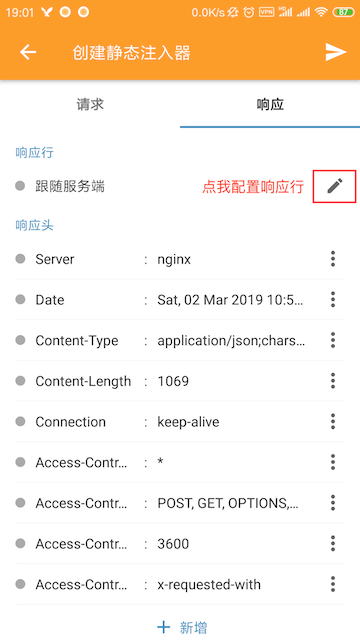 19:01 0.0K/s VPN 4G 87
创建静态注入器
请求 响应
响应行
跟随服务端 点我配置响应行
响应头
Server : nginx
Date : Sat, 02 Mar 2019 10:5...
Content-Type : application/json;chars...
Content-Length : 1069
Connection : keep-alive
Access-Contr... : *
Access-Contr... : POST, GET, OPTIONS,...
Access-Contr... : 3600
Access-Contr... : x-requested-with
+ 新增